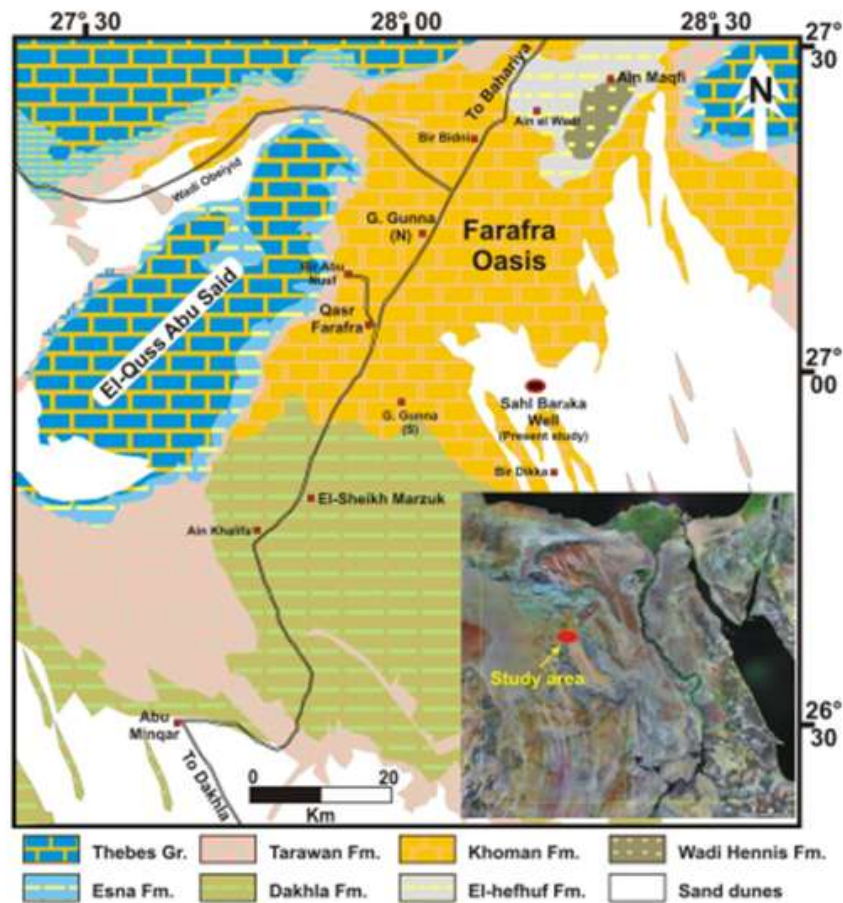 27° 30
28° 00
28° 30
27°
30
To Bahariya
Ain Maqfi
N
Ain el Wadi
Bir Bidni
Wadi Obeiyid
G. Gunna
(N)
Farafra
Oasis
Bir Abu
Nusf
El-Quss Abu Said
Qasr
Farafra
27°
00
Sahl Baraka
Well
(Present study)
G. Gunna
(S)
Bir Dikka
El-Sheikh Marzuk
Ain Khalifa
Study area
26°
30
Abu
Minqar
To Dakhla
0 20
Km
Thebes Gr. Tarawan Fm. Khoman Fm. Wadi Hennis Fm.
Esna Fm. Dakhla Fm. El-hefhuf Fm. Sand dunes